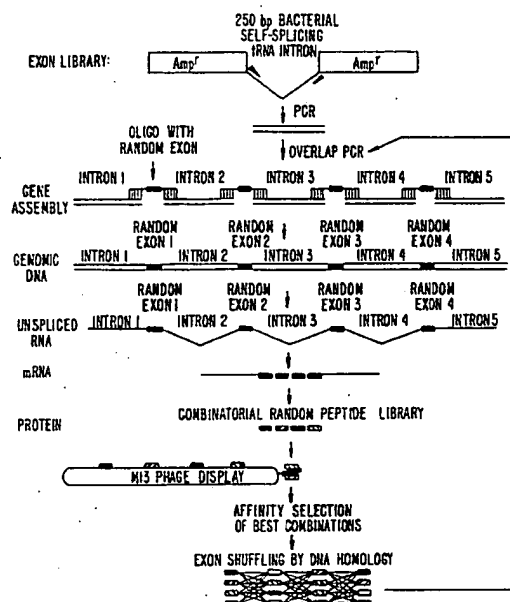 250 bp BACTERIAL
SELF-SPLICING
tRNA INTRON
EXON LIBRARY:
Ampr
Ampr
PCR
OLIGO WITH
RANDOM EXON
OVERLAP PCR
INTRON 1
INTRON 2
INTRON 3
INTRON 4
INTRON 5
GENE
ASSEMBLY
RANDOM
EXON 1
RANDOM
EXON 2
RANDOM
EXON 3
RANDOM
EXON 4
GENOMIC
DNA
INTRON 1
INTRON 2
INTRON 3
INTRON 4
INTRON 5
RANDOM
EXON 1
RANDOM
EXON 2
RANDOM
EXON 3
RANDOM
EXON 4
UNSPLICED
RNA
INTRON 1
INTRON 2
INTRON 3
INTRON 4
INTRON 5
mRNA
PROTEIN
COMBINATORIAL RANDOM PEPTIDE LIBRARY
M13 PHAGE DISPLAY
AFFINITY SELECTION
OF BEST COMBINATIONS
EXON SHUFFLING BY DNA HOMOLOGY